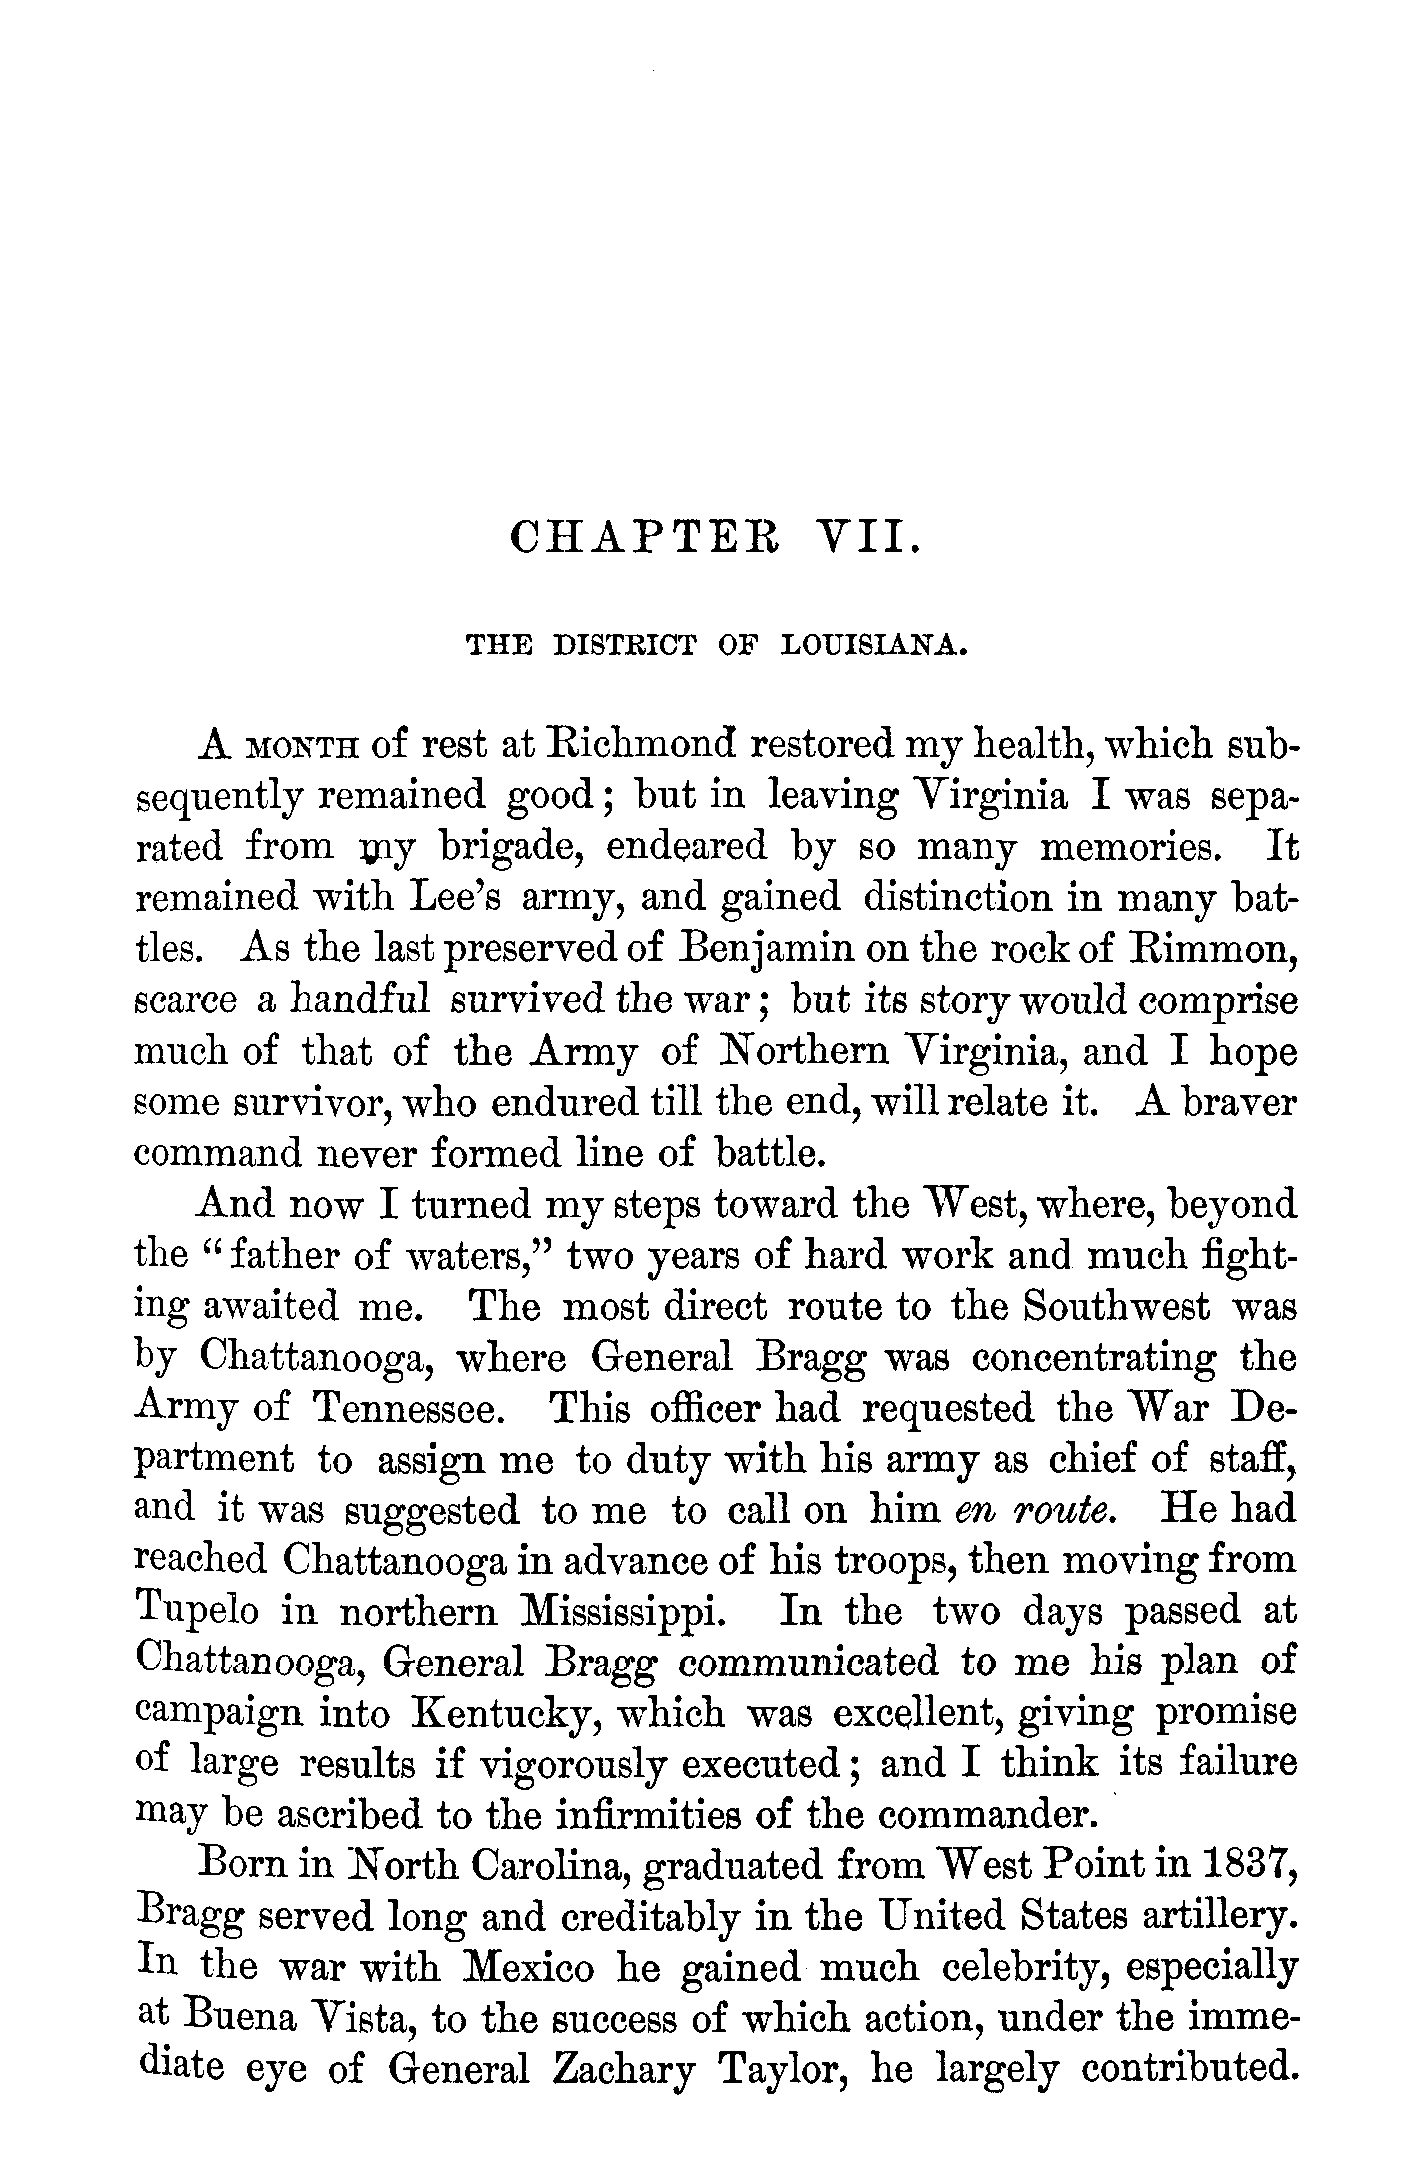 CHAPTER VII.
THE DISTRICT OF LOUISIANA.
A MONTH of rest at Richmond restored my health, which sub-
sequently remained good; but in leaving Virginia I was sepa-
rated from my brigade, endeared by so many memories. It
remained with Lee's army, and gained distinction in many bat-
tles. As the last preserved of Benjamin on the rock of Rimmon,
scarce a handful survived the war; but its story would comprise
much of that of the Army of Northern Virginia, and I hope
some survivor, who endured till the end, will relate it. A braver
command never formed line of battle.
And now I turned my steps toward the West, where, beyond
the "father of waters," two years of hard work and much fight-
ing awaited me. The most direct route to the Southwest was
by Chattanooga, where General Bragg was concentrating the
Army of Tennessee. This officer had requested the War De-
partment to assign me to duty with his army as chief of staff,
and it was suggested to me to call on him en route. He had
reached Chattanooga in advance of his troops, then moving from
Tupelo in northern Mississippi. In the two days passed at
Chattanooga, General Bragg communicated to me his plan of
campaign into Kentucky, which was excellent, giving promise
of large results if vigorously executed; and I think its failure
may be ascribed to the infirmities of the commander.
Born in North Carolina, graduated from West Point in 1837,
Bragg served long and creditably in the United States artillery.
In the war with Mexico he gained much celebrity, especially
at Buena Vista, to the success of which action, under the imme-
diate eye of General Zachary Taylor, he largely contributed.